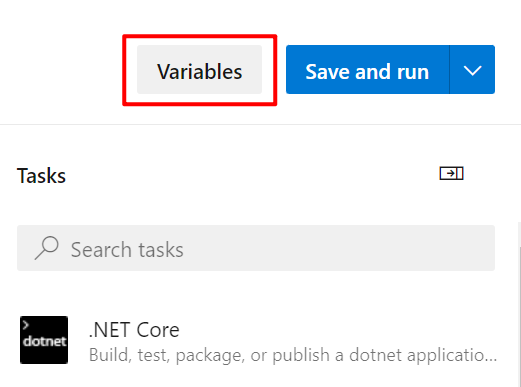 Variables
Save and run
Tasks
Search tasks
dotnet
.NET Core
Build, test, package, or publish a dotnet applicatio...